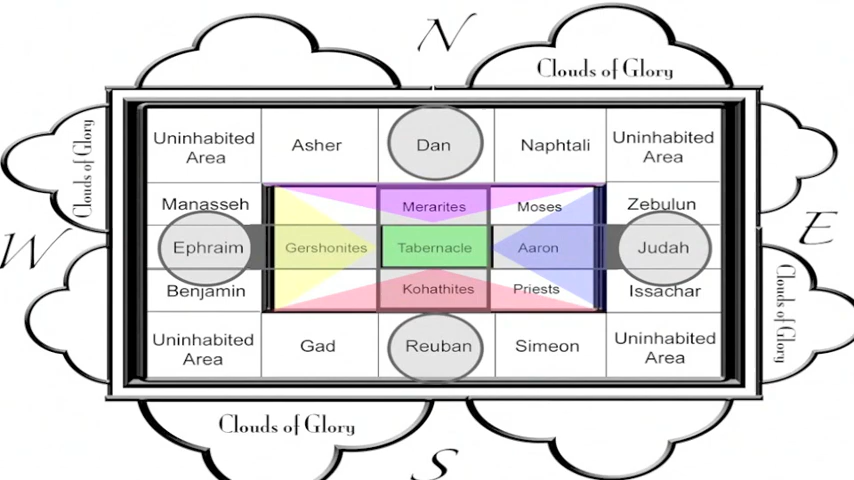 N
Clouds of Glory
Clouds of Glory
Uninhabited
Area
Asher
Dan
Naphtali
Uninhabited
Area
Manasseh
Merarites
Moses
Zebulun
W
Ephraim
Gershonites
Tabernacle
Aaron
Judah
E
Benjamin
Kohathites
Priests
Issachar
Clouds of Glory
Uninhabited
Area
Gad
Reuban
Simeon
Uninhabited
Area
Clouds of Glory
S